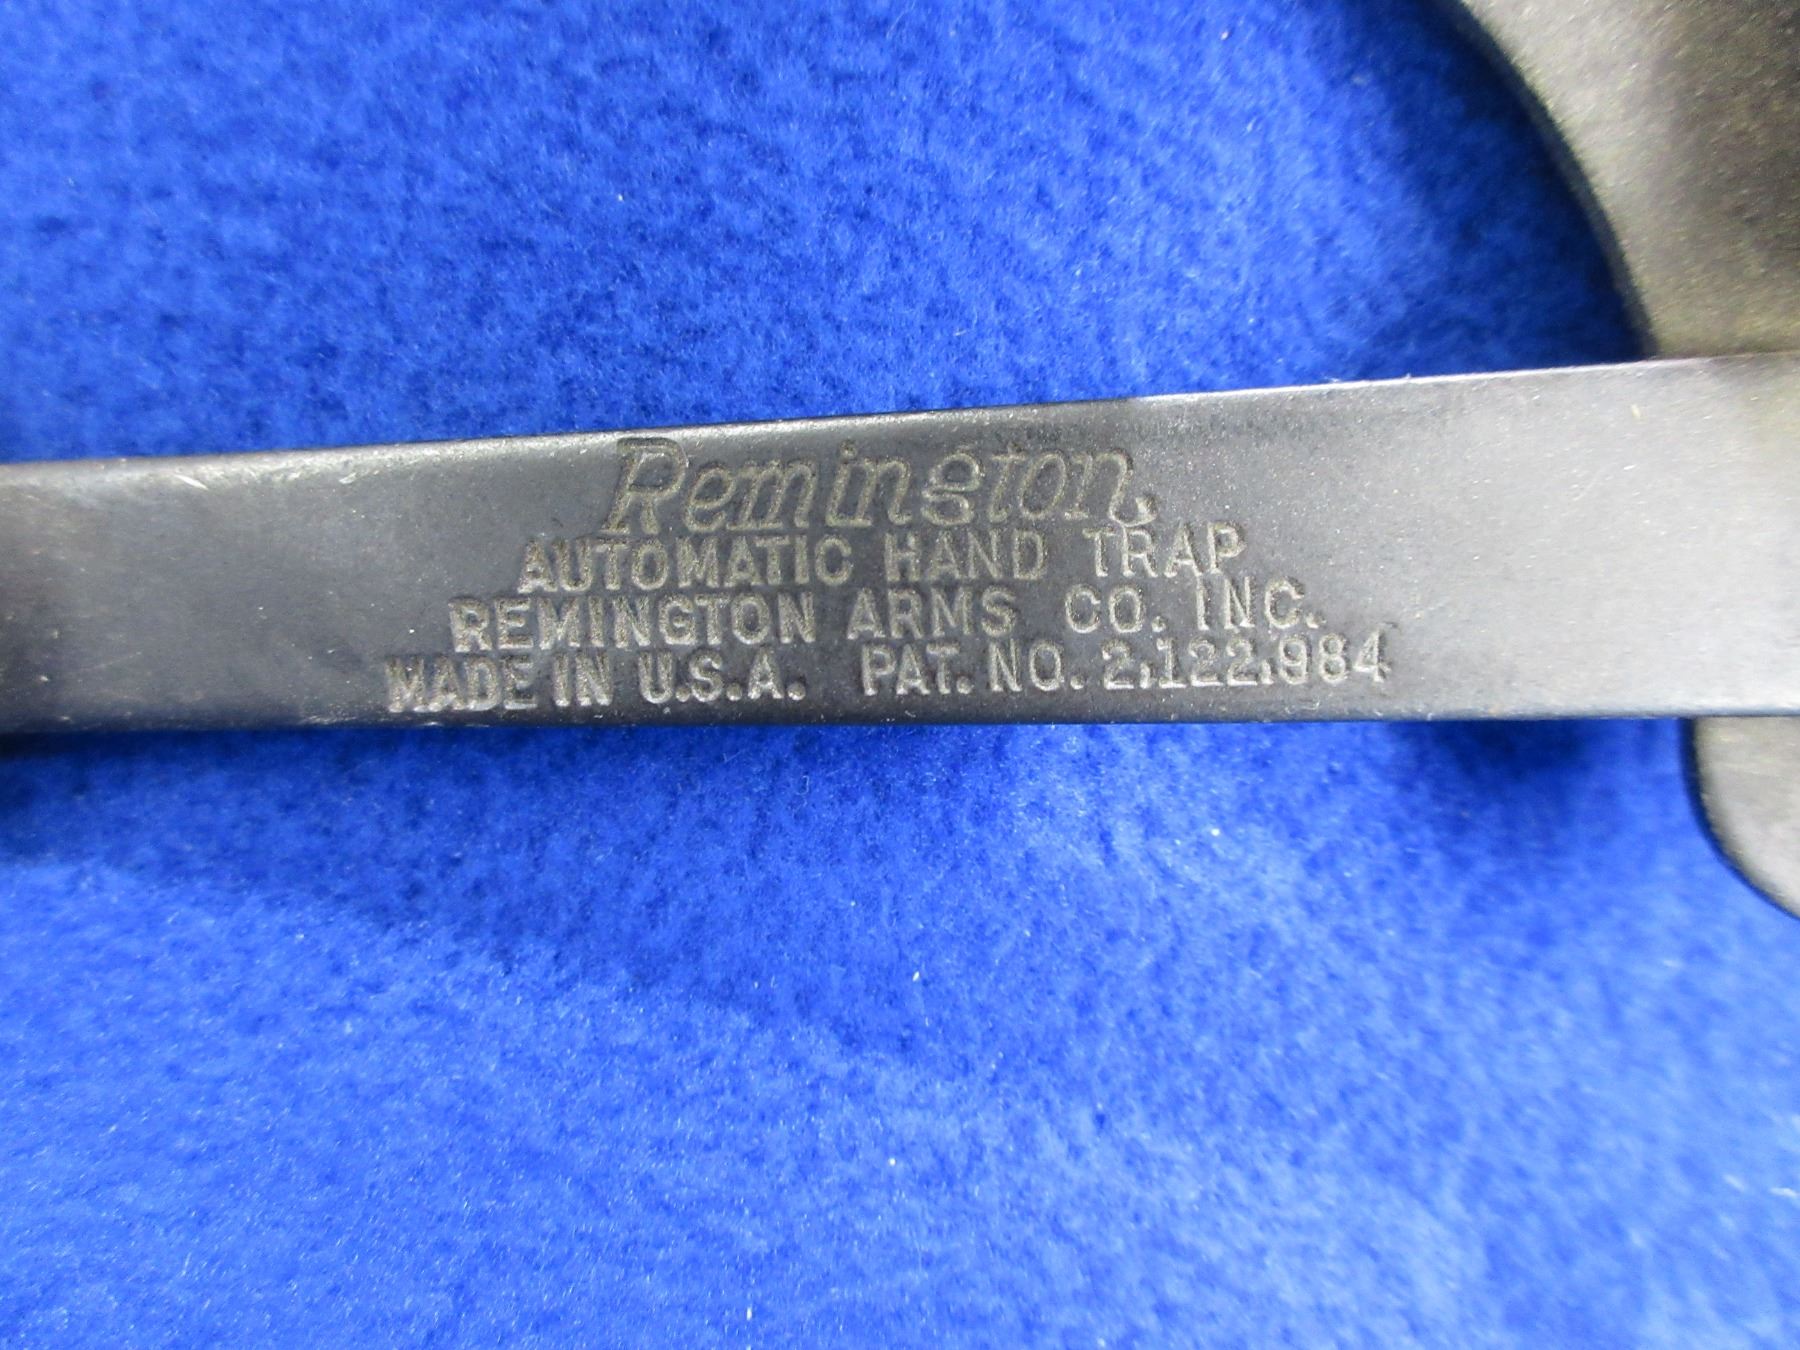 Remington
AUTOMATIC HAND TRAP
REMINGTON ARMS CO. INC.
MADE IN U.S.A. PAT. NO. 2,122,984